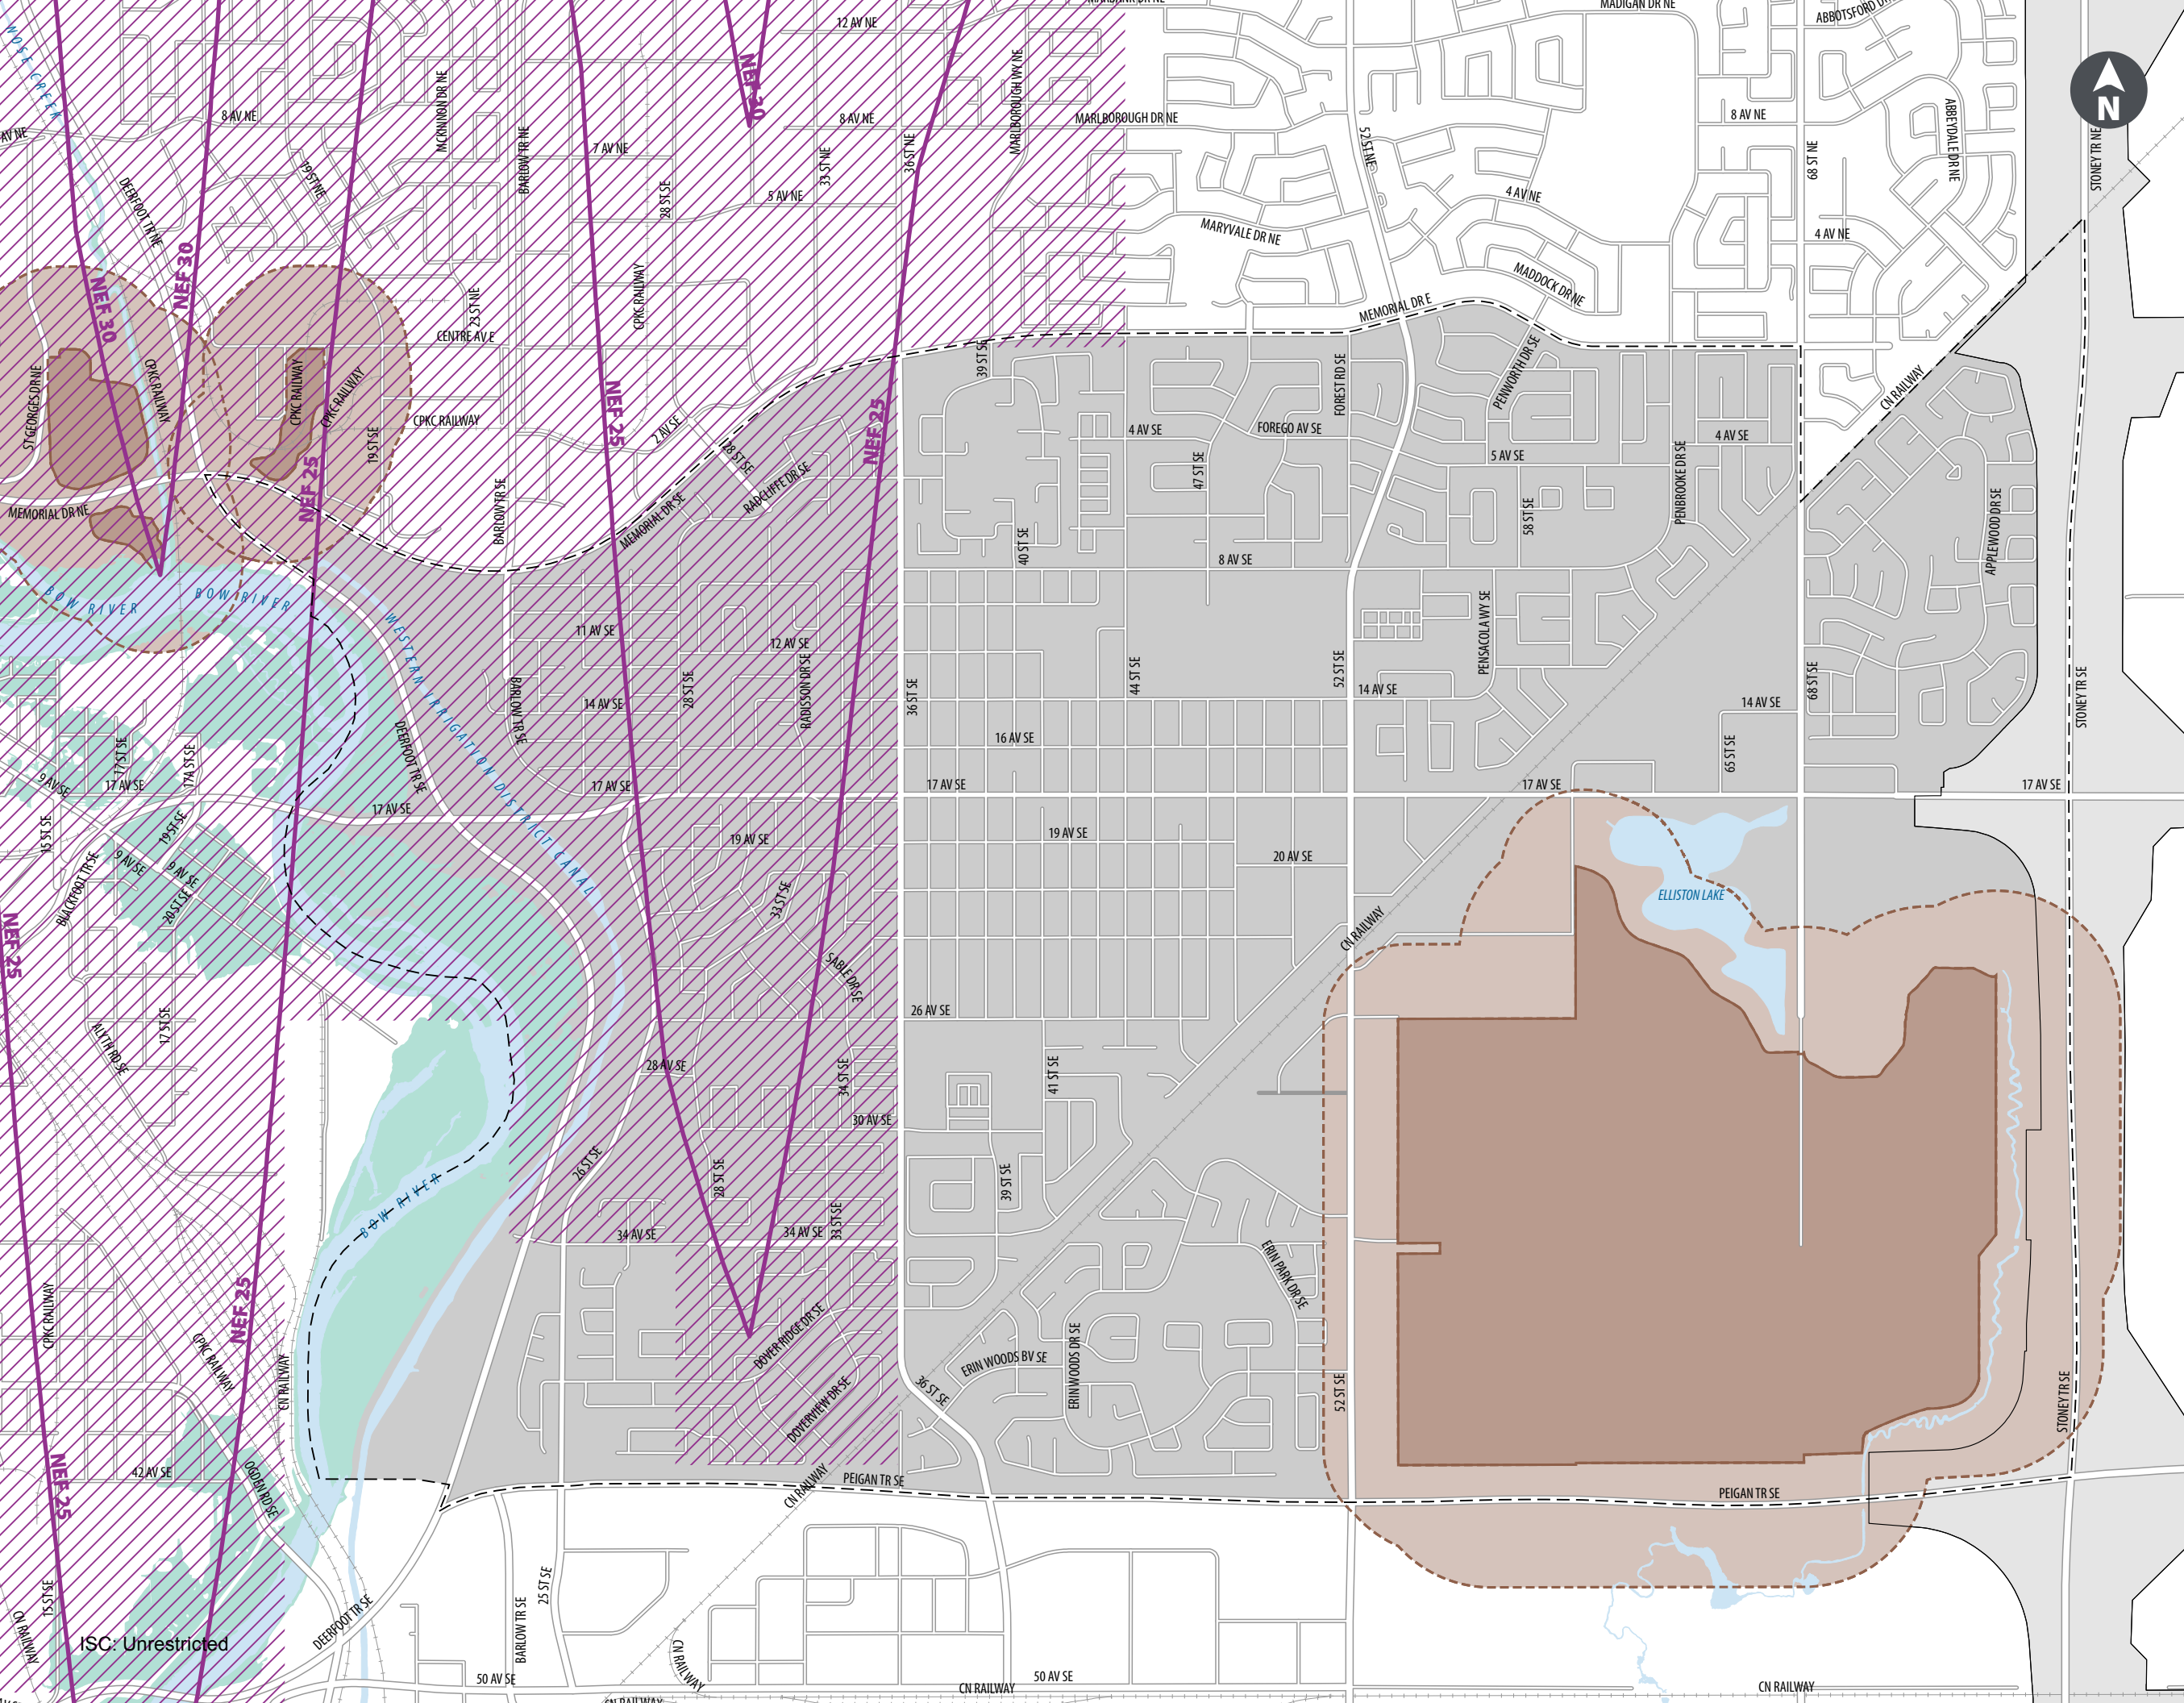 MADIGAN DR NE
12 AV NE
NOSE CREEK
NEF 30
8 AV NE
MCKINNON DR NE
BARLOW TR NE
7 AV NE
28 ST SE
5 AV NE
8 AV NE
33 ST NE
36 ST NE
MARLBOROUGH WY NE
MARLBOROUGH DR NE
MARYVALE DR NE
52 ST NE
4 AV NE
MADDOCK DR NE
8 AV NE
68 ST NE
4 AV NE
ABBEYDALE DR NE
STONEY TR NE
N
19 ST NE
DEERFOOT TR NE
NEF 30
NEF 30
23 ST NE
CENTRE AV E
CPKC RAILWAY
MEMORIAL DR E
ST GEORGES DR NE
CPKC RAILWAY
CPKC RAILWAY
CPKC RAILWAY
CPKC RAILWAY
19 ST SE
NEF 25
NEF 25
NEF 25
2 AV SE
28 ST SE
RADCLIFFE DR SE
MEMORIAL DR SE
MEMORIAL DR NE
BARLOW TR SE
39 ST SE
4 AV SE
FOREGO AV SE
FOREST RD SE
PENWORTH DR SE
47 ST SE
5 AV SE
58 ST SE
PENBROOKE DR SE
4 AV SE
CN RAILWAY
APPLEWOOD DR SE
40 ST SE
8 AV SE
BOW RIVER
BOW RIVER
WESTERN IRRIGATION DISTRICT CANAL
11 AV SE
12 AV SE
14 AV SE
28 ST SE
RADISSON DR SE
BARLOW TR SE
36 ST SE
44 ST SE
52 ST SE
14 AV SE
PENSACOLA WY SE
14 AV SE
65 ST SE
68 ST SE
STONEY TR SE
16 AV SE
DEERFOOT TR SE
17 ST SE
17A ST SE
9 AV SE
17 AV SE
17 AV SE
17 AV SE
17 AV SE
17 AV SE
17 AV SE
15 ST SE
19 ST SE
9 AV SE
9 AV SE
20 ST SE
BLACKFOOT TR SE
19 AV SE
19 AV SE
20 AV SE
33 ST SE
SABLE DR SE
ELLISTON LAKE
CN RAILWAY
NEF 25
17 ST SE
ALYTH RD SE
26 AV SE
28 AV SE
34 ST SE
41 ST SE
30 AV SE
26 ST SE
28 ST SE
39 ST SE
33 ST SE
34 AV SE
34 AV SE
BOW RIVER
ERIN PARK DR SE
CPKC RAILWAY
CPKC RAILWAY
NEF 25
CN RAILWAY
DOVER RIDGE DR SE
DOVERVIEW DR SE
ERIN WOODS BV SE
ERINWOODS DR SE
36 ST SE
52 ST SE
STONEY TR SE
NEF 25
42 AV SE
OGDEN RD SE
CN RAILWAY
PEIGAN TR SE
PEIGAN TR SE
15 ST SE
CN RAILWAY
ISC: Unrestricted
DEERFOOT TR SE
BARLOW TR SE
25 ST SE
50 AV SE
CN RAILWAY
CN RAILWAY
50 AV SE
CN RAILWAY
CN RAILWAY